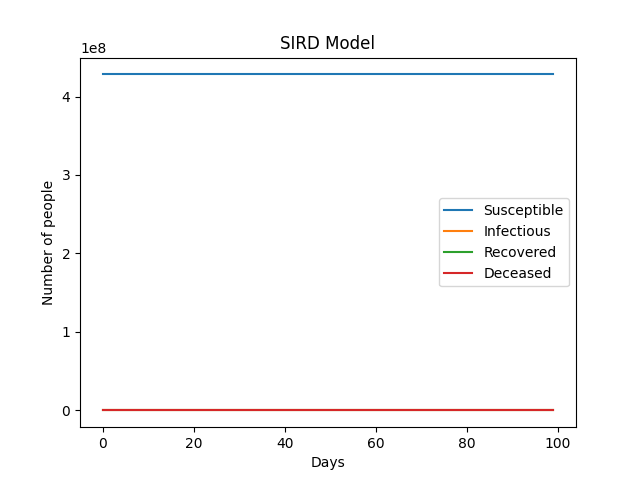 SIRD Model
1e8
4
3
2
1
0
Number of people
Susceptible
Infectious
Recovered
Deceased
0 20 40 60 80 100
Days